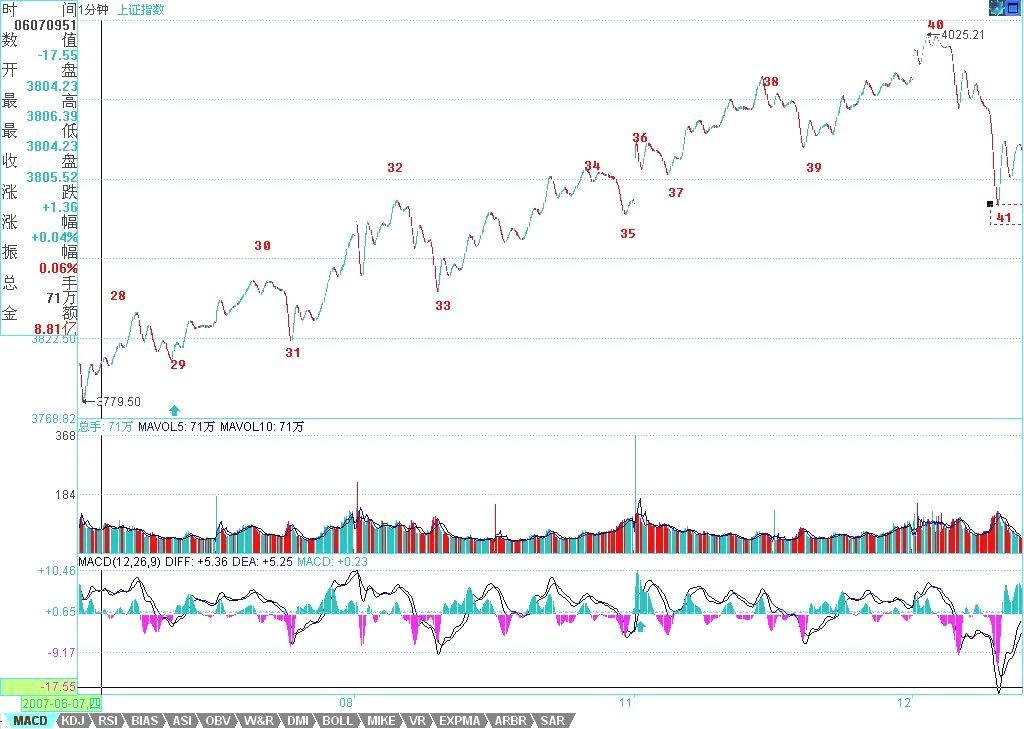 时 间 1分钟 上证指数
06070951
数 值
-17.55
开 盘
3804.23
最 高
3806.39
最 低
3804.23
收 盘
3805.52
涨 跌
+1.36
涨 幅
+0.04%
振 幅
0.06%
总 手
71万
金 额
8.81亿
3822.50
3768.82
40
4025.21
38
36
32
34
39
37
35
41
30
28
33
31
29
3779.50
总手: 71万 MAVOL5: 71万 MAVOL10: 71万
368
184
MACD(12,26,9) DIFF: +5.36 DEA: +5.25 MACD: +0.23
+10.46
+0.65
-9.17
-17.55
2007-06-07,四 08 11 12
MACD KDJ RSI BIAS ASI OBV W&R DMI BOLL MIKE VR EXPMA ARBR SAR